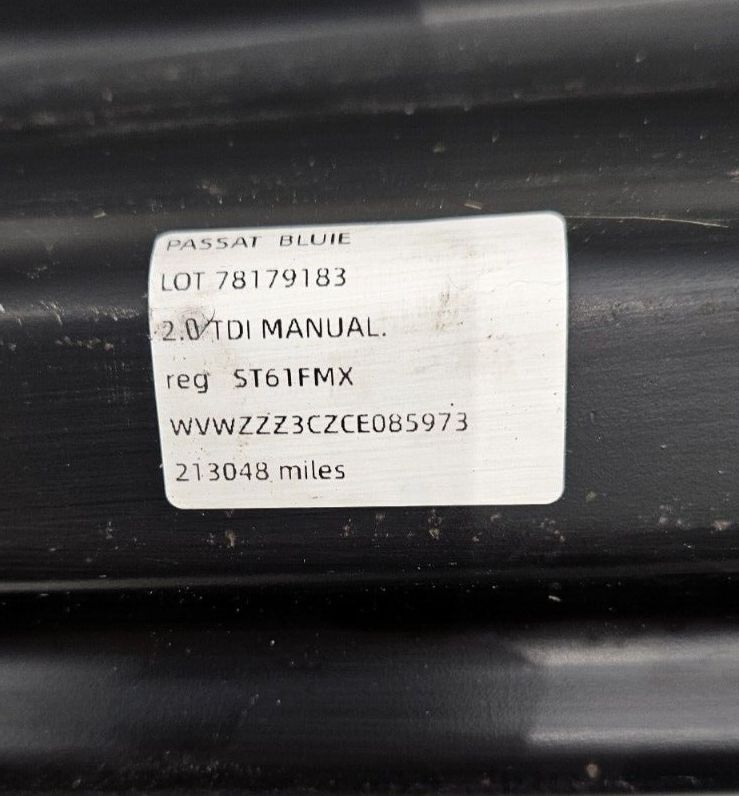 PASSAT BLUIE
LOT 78179183
2.0 TDI MANUAL.
reg ST61FMX
WVWZZZ3CZCE085973
213048 miles